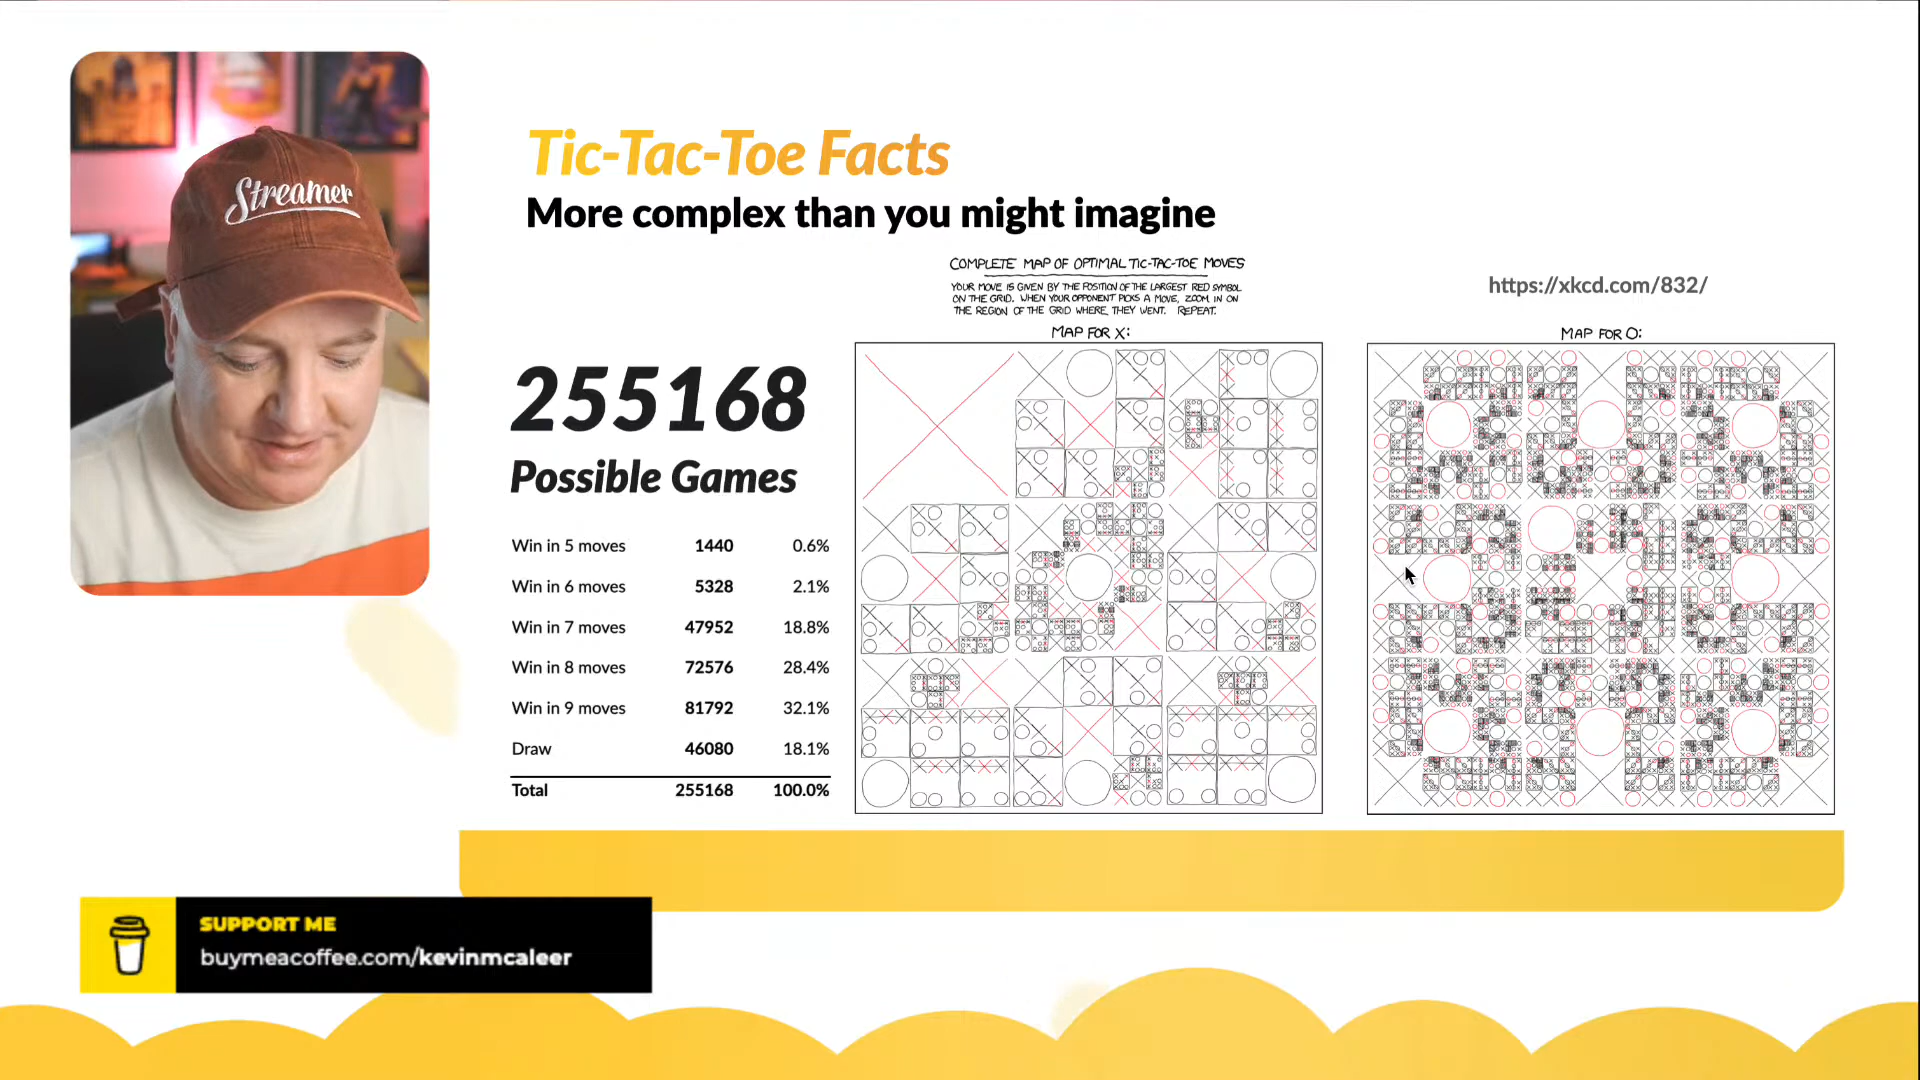 Streamer
Tic-Tac-Toe Facts
More complex than you might imagine
COMPLETE MAP OF OPTIMAL TIC-TAC-TOE MOVES
YOUR MOVE IS GIVEN BY THE POSITION OF THE LARGEST RED SYMBOL
ON THE GRID. WHEN YOUR OPPONENT PICKS A MOVE, ZOOM IN ON
THE REGION OF THE GRID WHERE THEY WENT. REPEAT.
MAP FOR X:
https://xkcd.com/832/
MAP FOR O:
255168
Possible Games
Win in 5 moves 1440 0.6%
Win in 6 moves 5328 2.1%
Win in 7 moves 47952 18.8%
Win in 8 moves 72576 28.4%
Win in 9 moves 81792 32.1%
Draw 46080 18.1%
Total 255168 100.0%
SUPPORT ME
buymeacoffee.com/kevinmcaleer